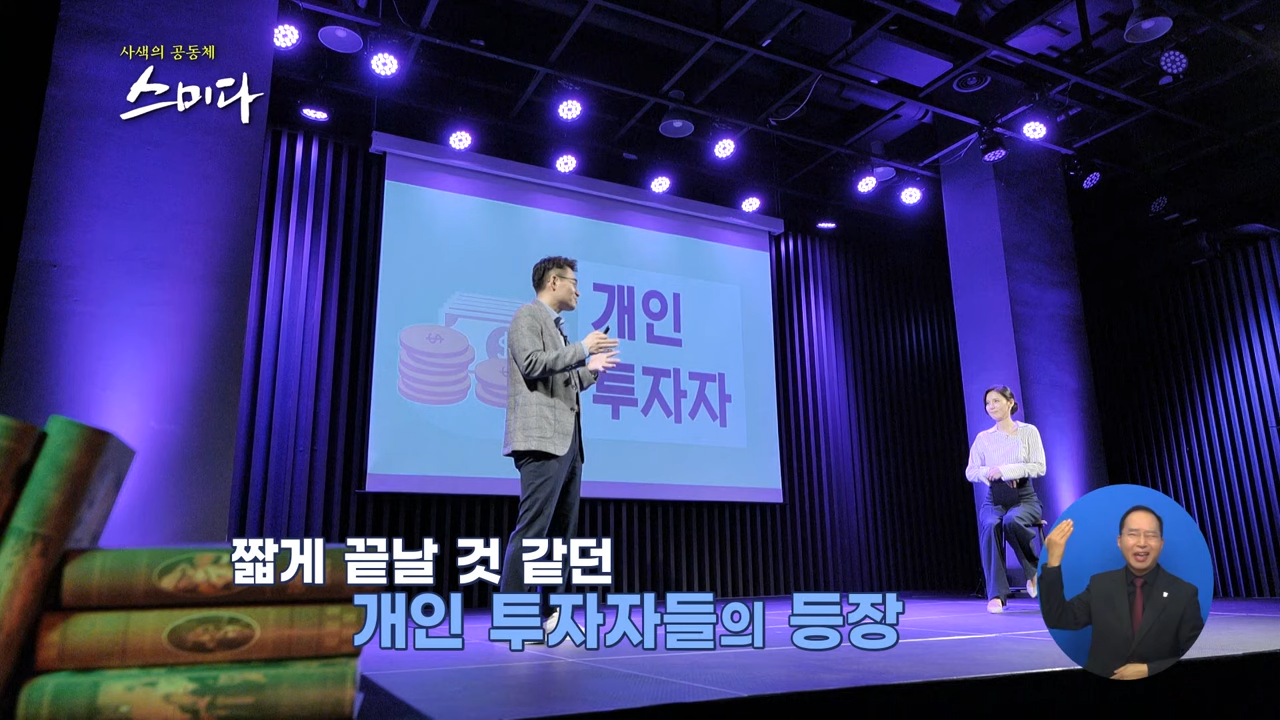 사색의 공동체
스미다
개인
투자자
짧게 끝날 것 같던
개인 투자자들의 등장